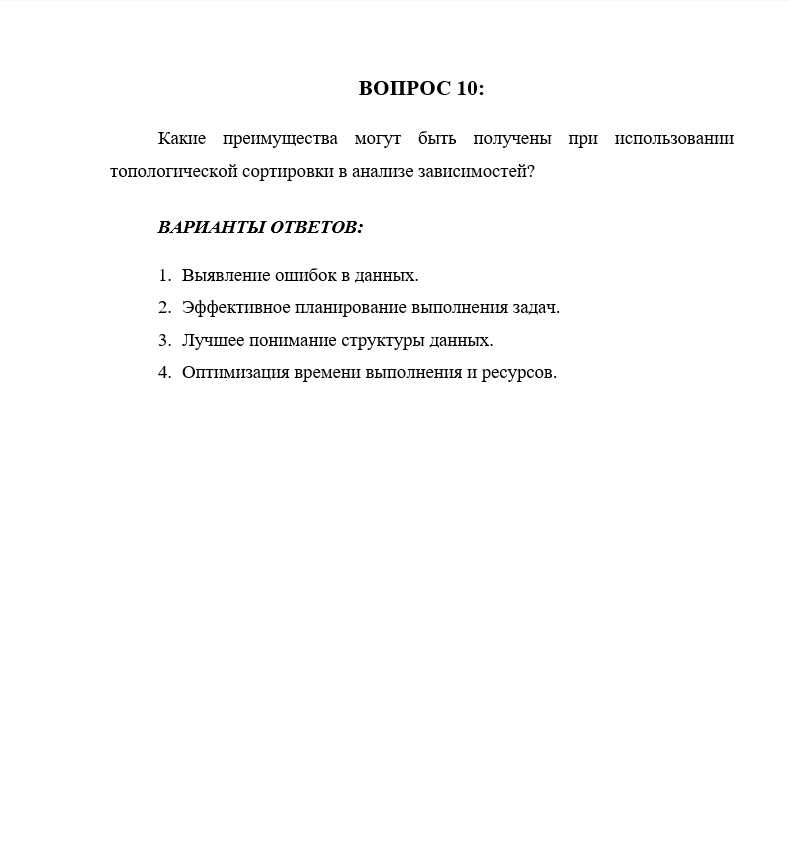 ВОПРОС 10:
Какие преимущества могут быть получены при использовании
топологической сортировки в анализе зависимостей?
ВАРИАНТЫ ОТВЕТОВ:
1. Выявление ошибок в данных.
2. Эффективное планирование выполнения задач.
3. Лучшее понимание структуры данных.
4. Оптимизация времени выполнения и ресурсов.